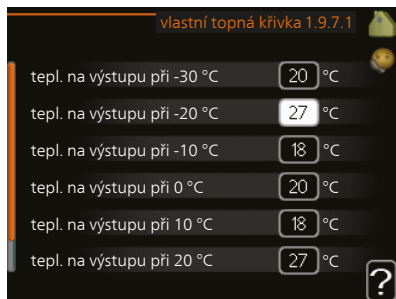 vlastní topná křivka 1.9.7.1
tepl. na výstupu při -30 °C 20 °C
tepl. na výstupu při -20 °C 27 °C
tepl. na výstupu při -10 °C 18 °C
tepl. na výstupu při 0 °C 20 °C
tepl. na výstupu při 10 °C 18 °C
tepl. na výstupu při 20 °C 27 °C
?